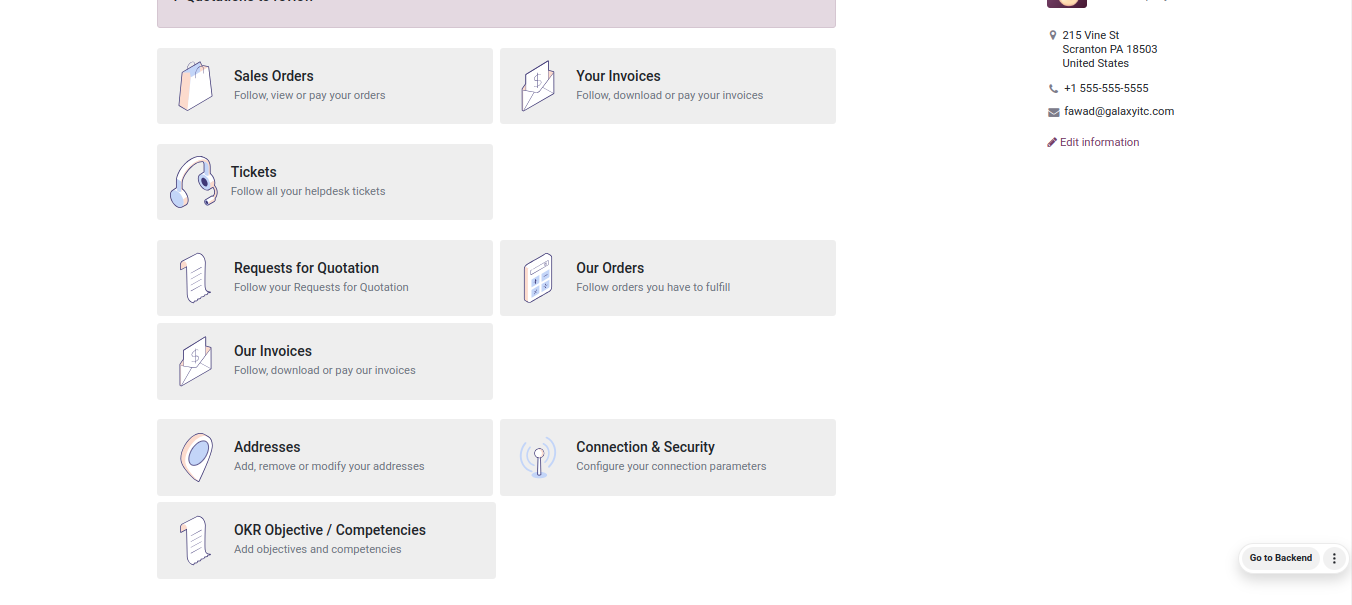 Quotations to review
Sales Orders
Follow, view or pay your orders
Your Invoices
Follow, download or pay your invoices
Tickets
Follow all your helpdesk tickets
Requests for Quotation
Follow your Requests for Quotation
Our Orders
Follow orders you have to fulfill
Our Invoices
Follow, download or pay our invoices
Addresses
Add, remove or modify your addresses
Connection & Security
Configure your connection parameters
OKR Objective / Competencies
Add objectives and competencies
215 Vine St
Scranton PA 18503
United States
+1 555-555-5555
fawad@galaxyitc.com
Edit information
Go to Backend